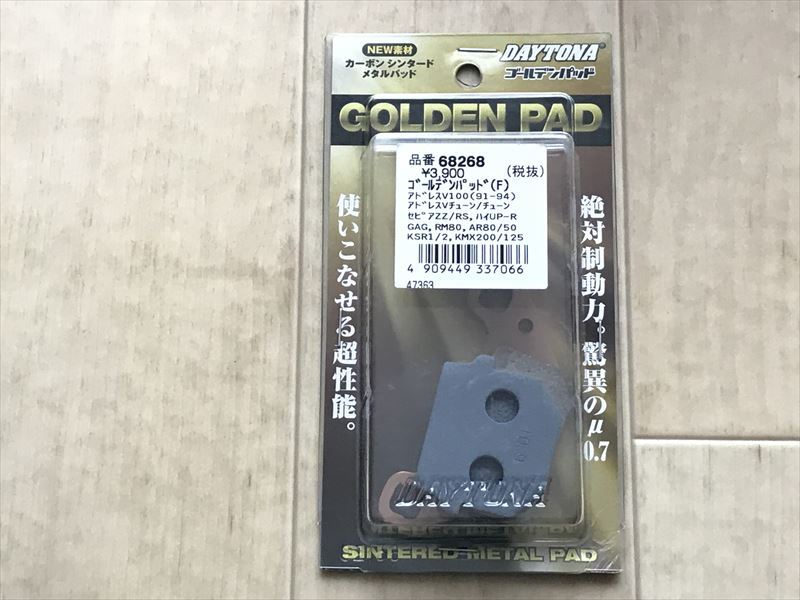 NEW素材
カーボン シンタード
メタルパッド
DAYTONA®
ゴールデンパッド
GOLDEN PAD
品番 68268
¥3,900 (税抜)
ゴールデンパッド(F)
アドレスV100(91-94)
アドレスVチューン/チューン
セピアZZ/RS, ハイUP-R
GAG, RM80, AR80/50
KSR1/2, KMX200/125
4 909449 337066
47363
使いこなせる超性能。
絶対制動力。驚異のμ0.7
DAYTONA
SINTERED METAL PAD